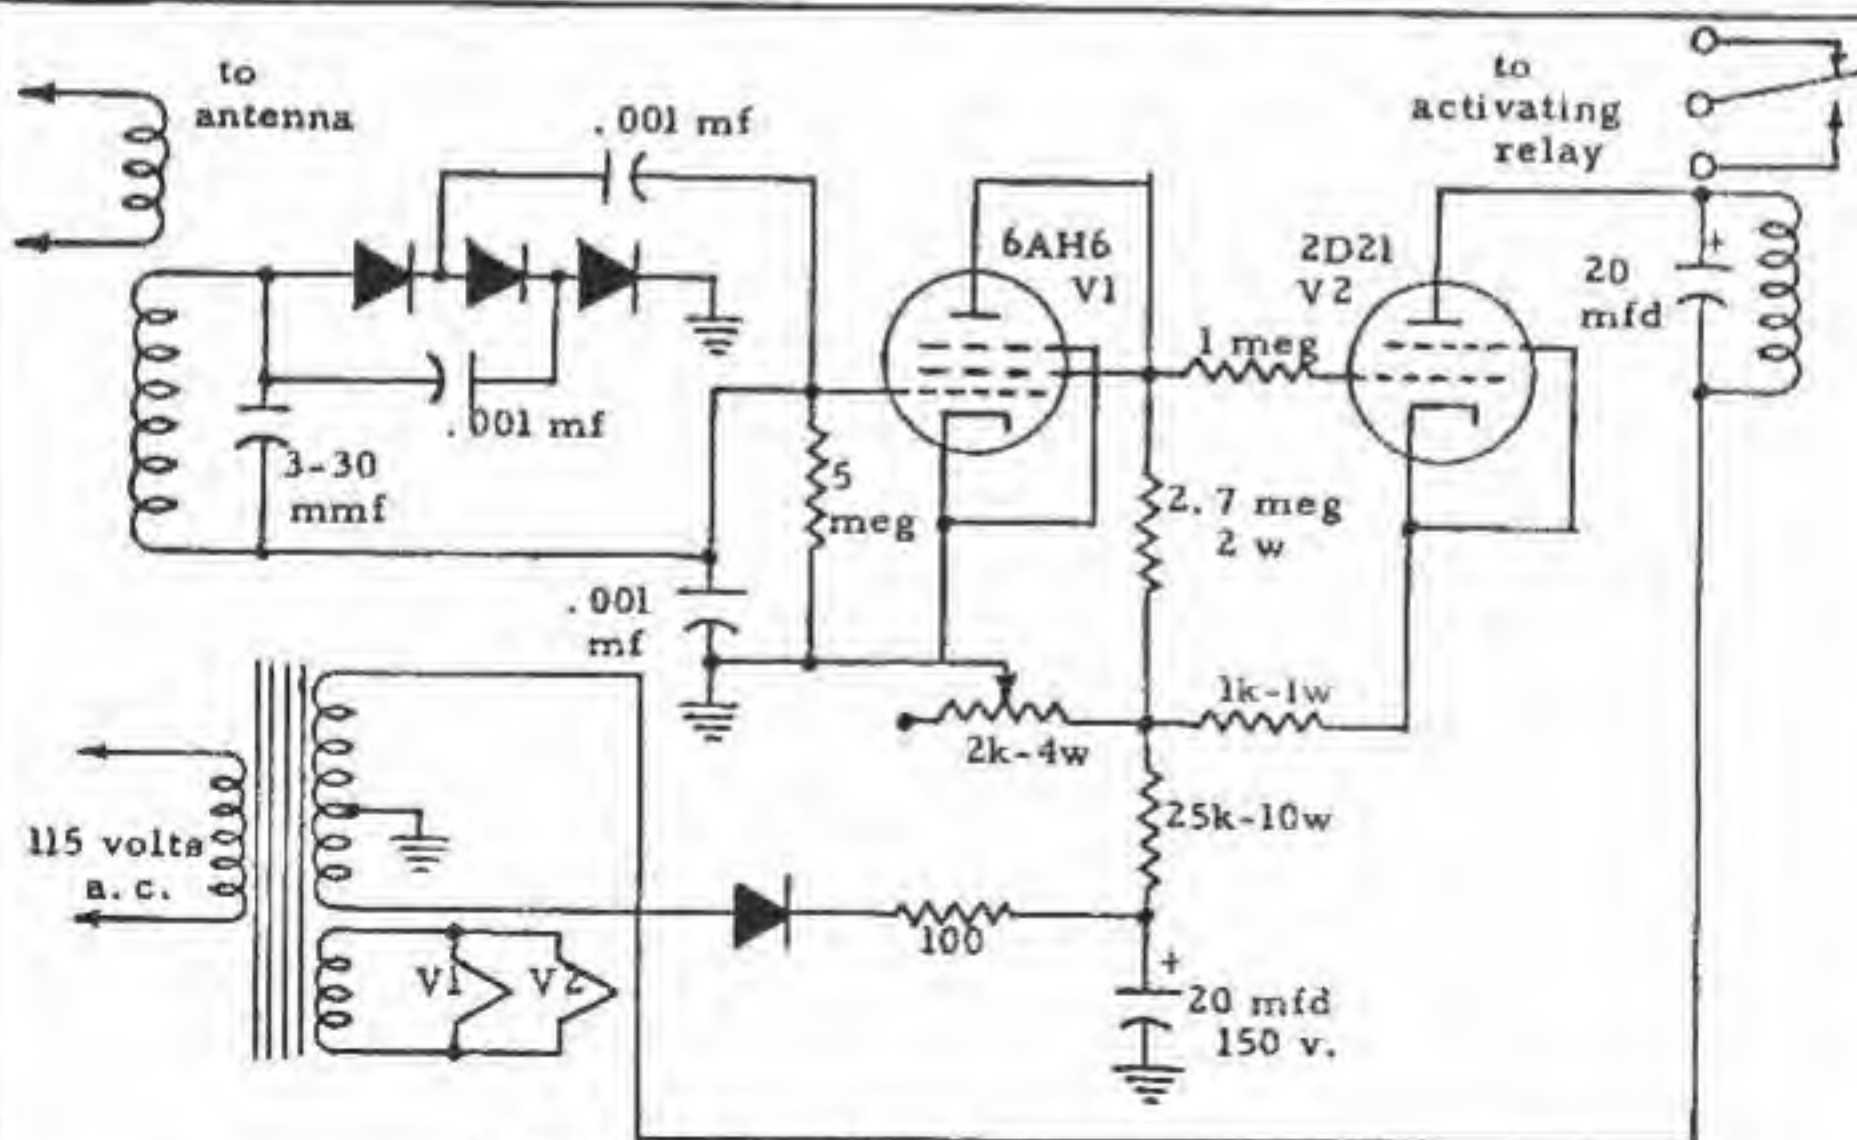 to
antenna
.001 mf
to
activating
relay
6AH6
V1
2D21
V2
20
mfd
+
1 meg
.001 mf
3-30
mmf
5
meg
2.7 meg
2 w
.001
mf
1k-1w
2k-4w
25k-10w
115 volts
a.c.
100
V1
V2
+
20 mfd
150 v.